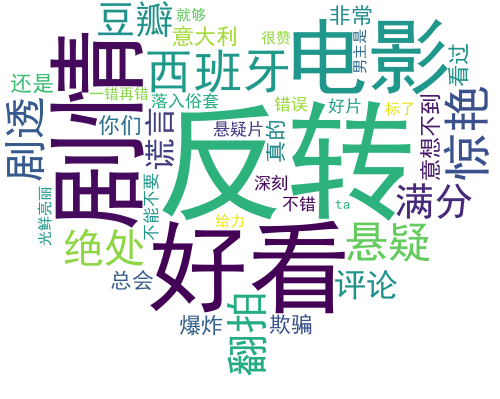 豆瓣
就够
非常
意大利
很赞
男主是
电影
剧情
西班牙
看过
还是
一错再错
落入俗套
错误
好片
标了
剧透
你们
谎言
反转
悬疑片
真的
意想不到
惊艳
光鲜亮丽
不能不要
深刻
不错
ta
满分
绝处
好看
给力
悬疑
总会
评论
爆炸
翻拍
欺骗